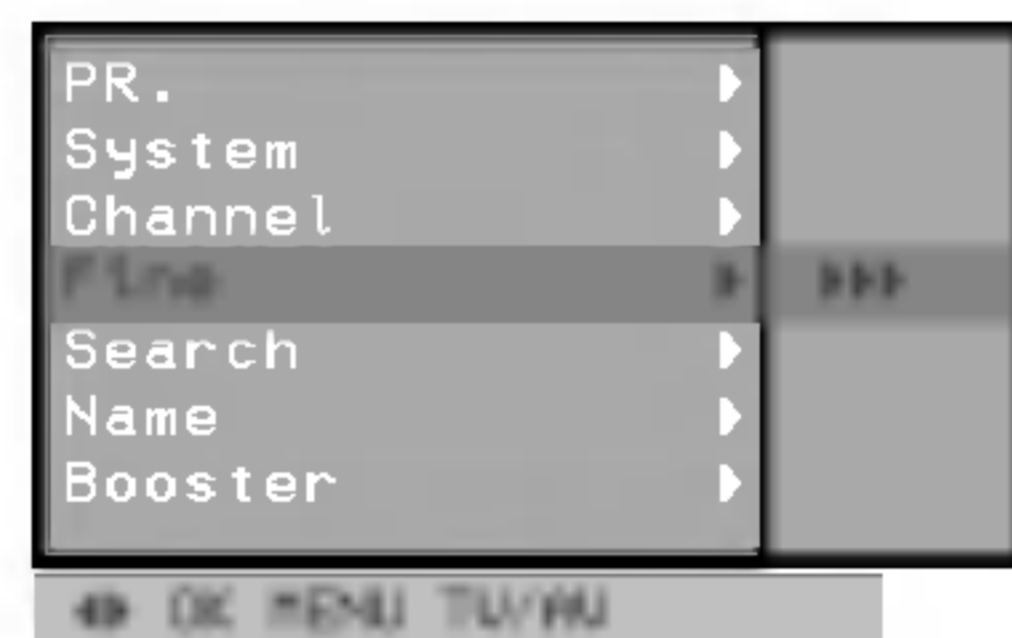 PR.
System
Channel
Fine
Search
Name
Booster
OK MENU TV/AV